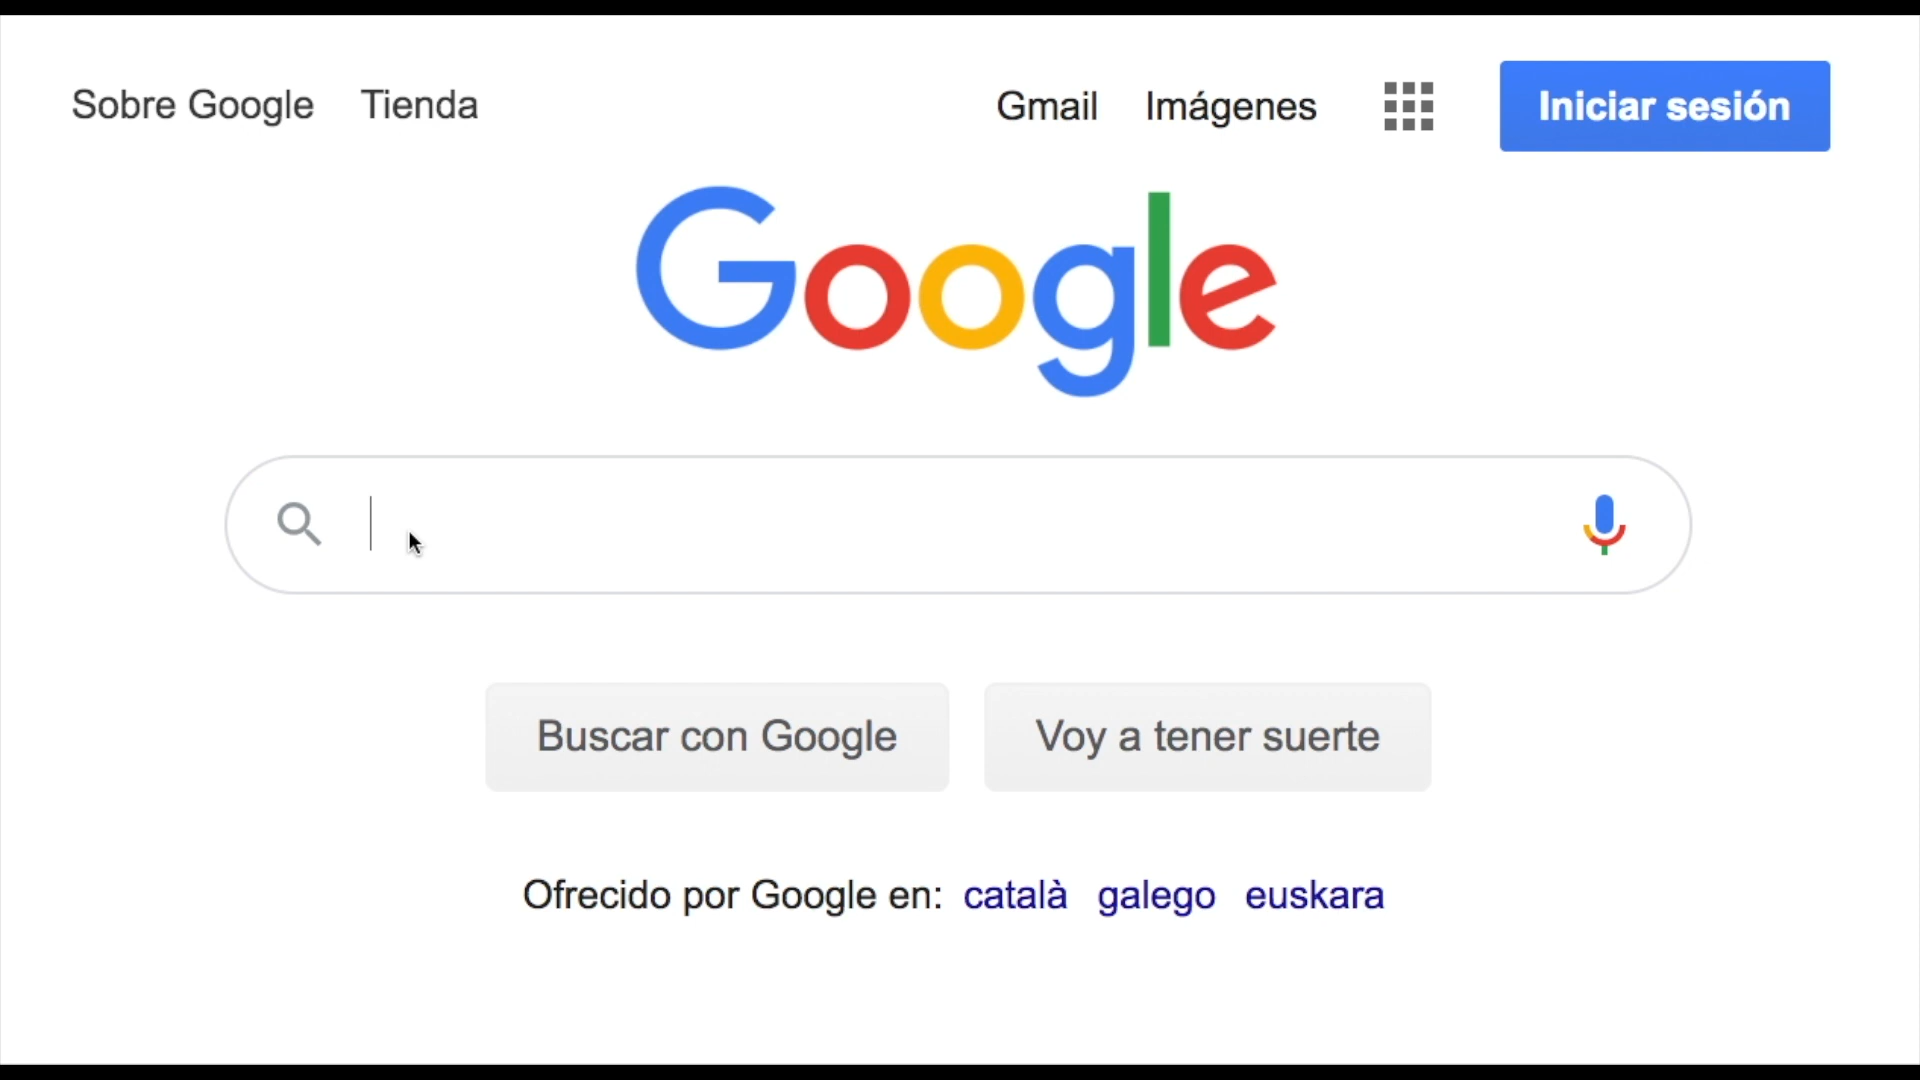 Sobre Google Tienda Gmail Imágenes Iniciar sesión
Google
Buscar con Google Voy a tener suerte
Ofrecido por Google en: català galego euskara